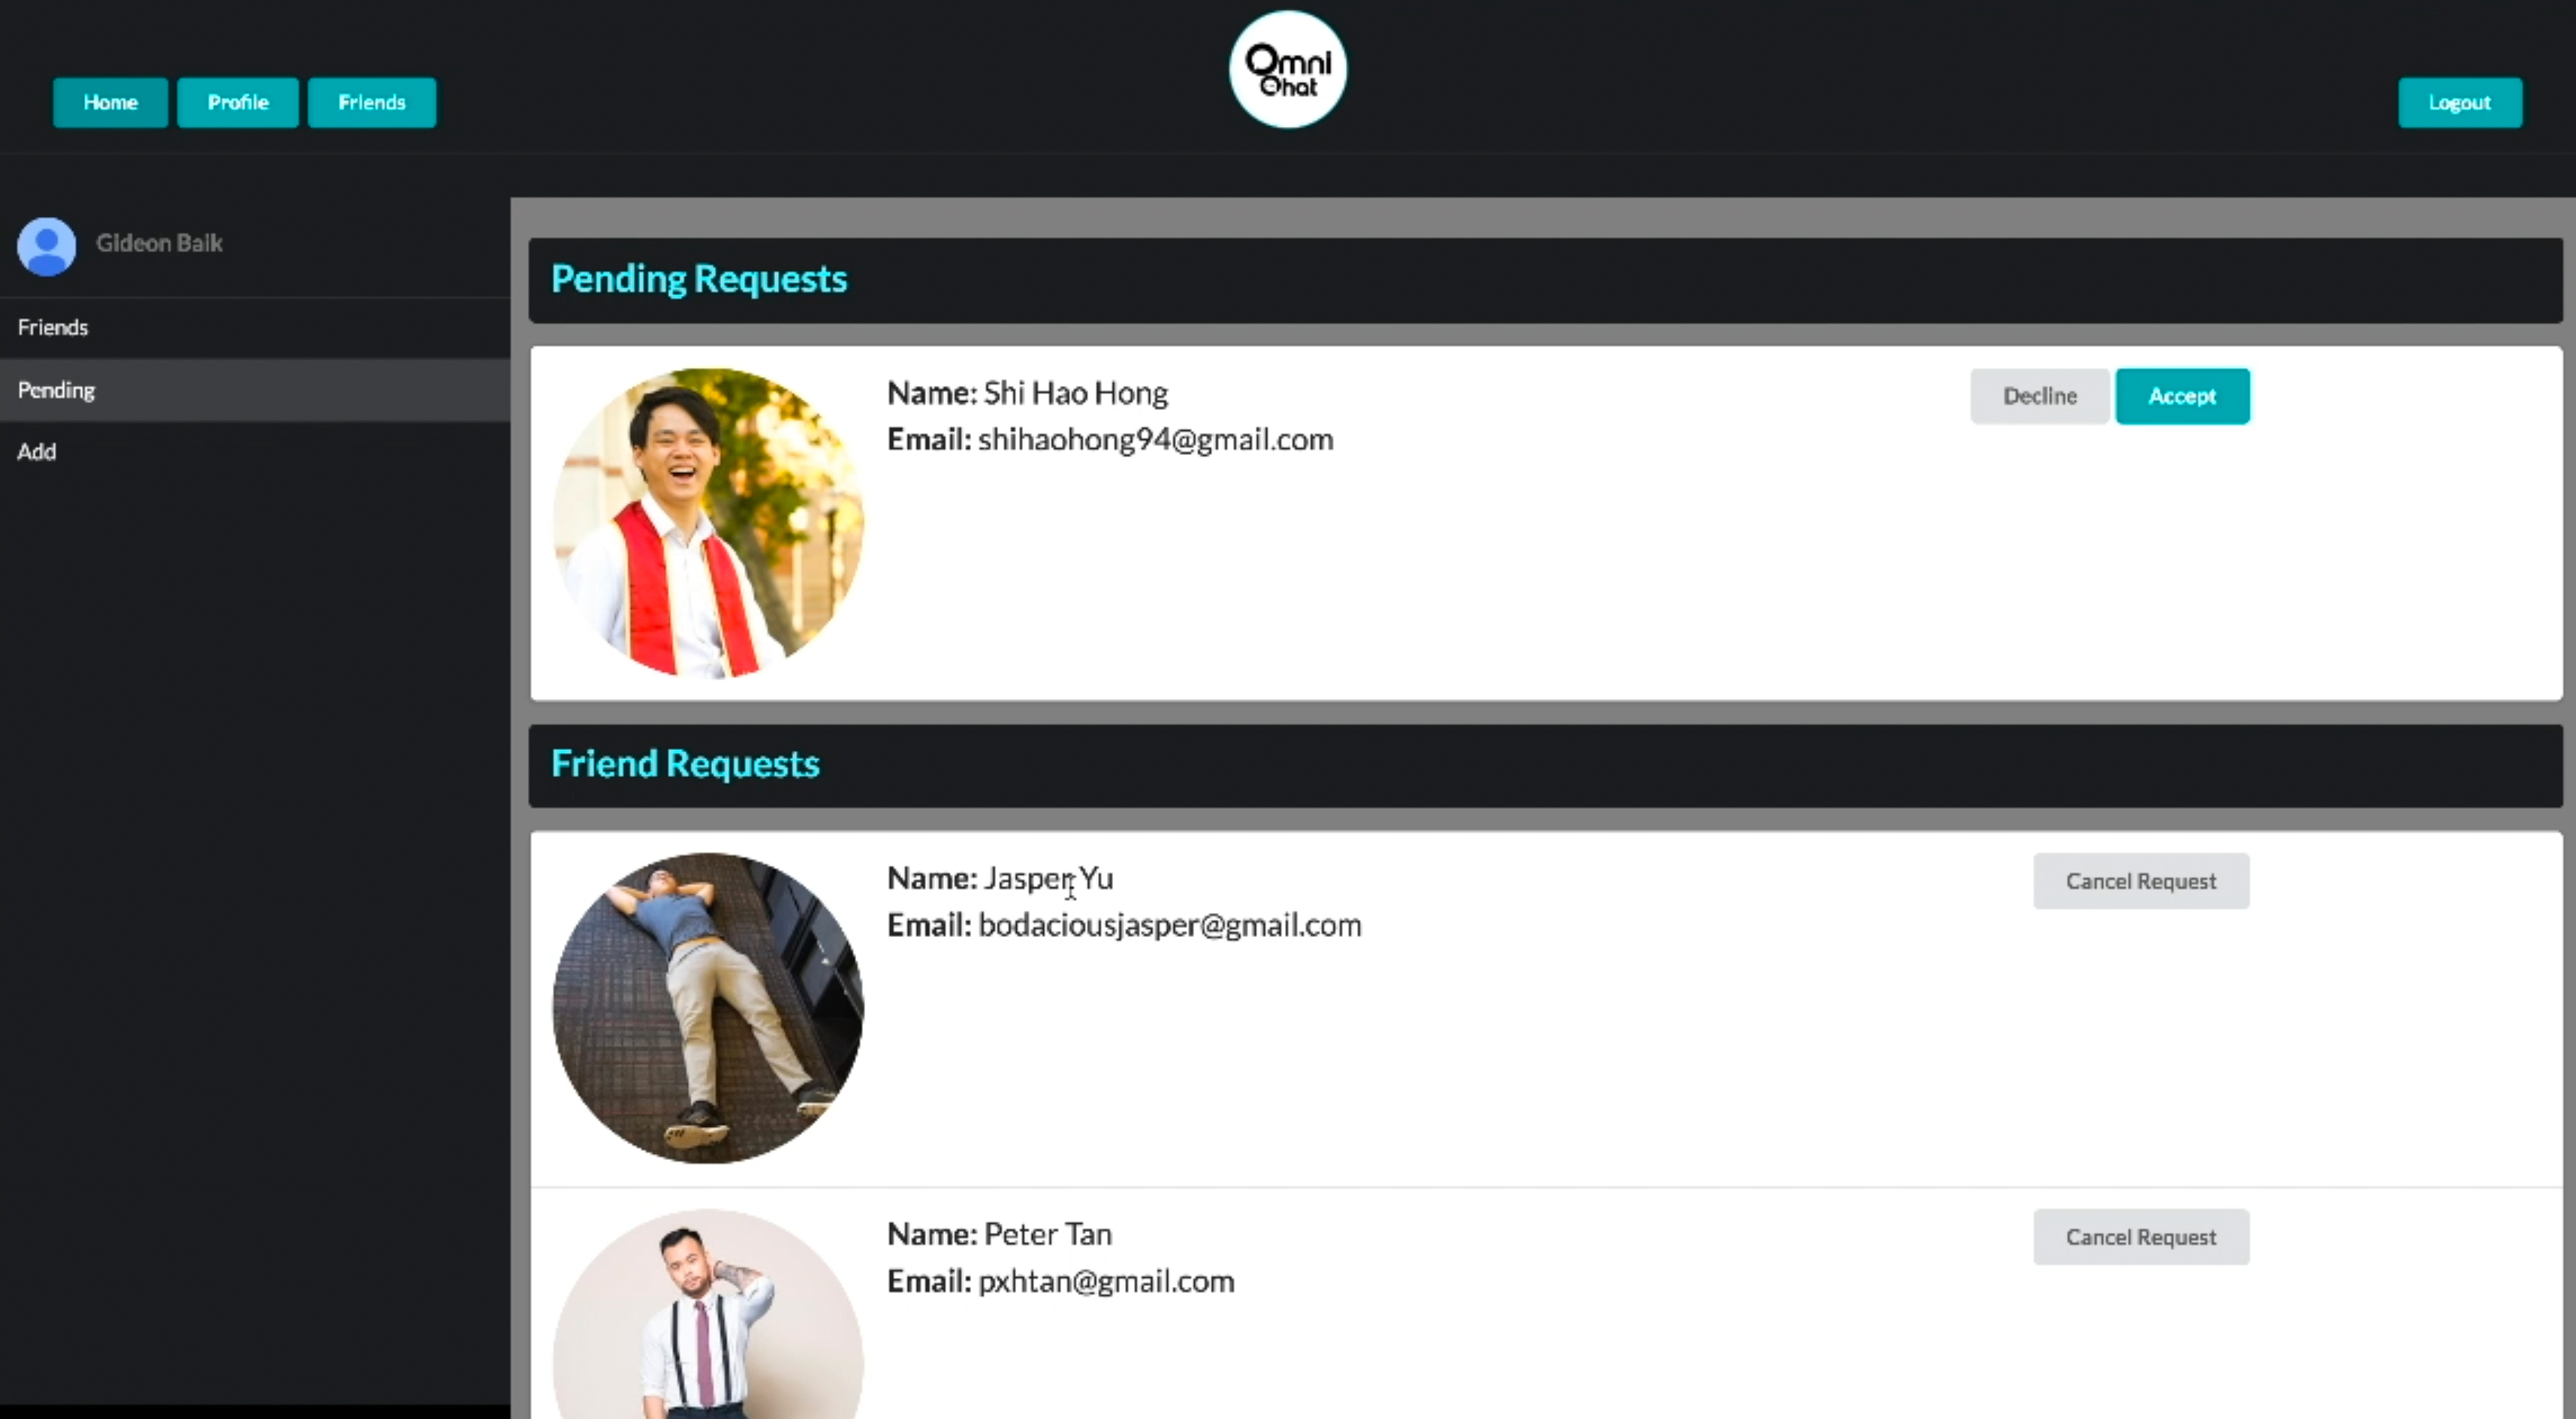 Omni
Chat
Home
Profile
Friends
Logout
Gideon Baik
Friends
Pending
Add
Pending Requests
Name: Shi Hao Hong
Email: shihaohong94@gmail.com
Decline
Accept
Friend Requests
Name: Jasper Yu
Email: bodaciousjasper@gmail.com
Cancel Request
Name: Peter Tan
Email: pxhtan@gmail.com
Cancel Request